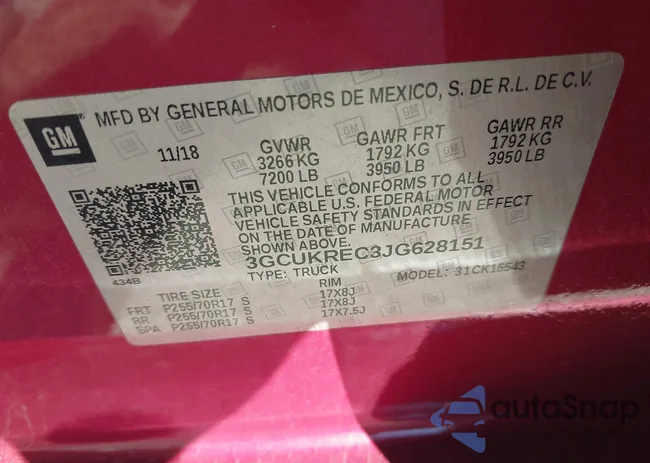 GM
MFD BY GENERAL MOTORS DE MEXICO, S. DE R.L. DE C.V.
11/18 GVWR GAWR FRT GAWR RR
3266 KG 1792 KG 1792 KG
7200 LB 3950 LB 3950 LB
THIS VEHICLE CONFORMS TO ALL
APPLICABLE U.S. FEDERAL MOTOR
VEHICLE SAFETY STANDARDS IN EFFECT
ON THE DATE OF MANUFACTURE
SHOWN ABOVE.
3GCUKREC3JG628151
434B TYPE: TRUCK MODEL: 31CK15543
TIRE SIZE RIM
FRT P255/70R17 S 17X8J
RR P255/70R17 S 17X8J
SPA P255/70R17 S 17X7.5J
autoSnap